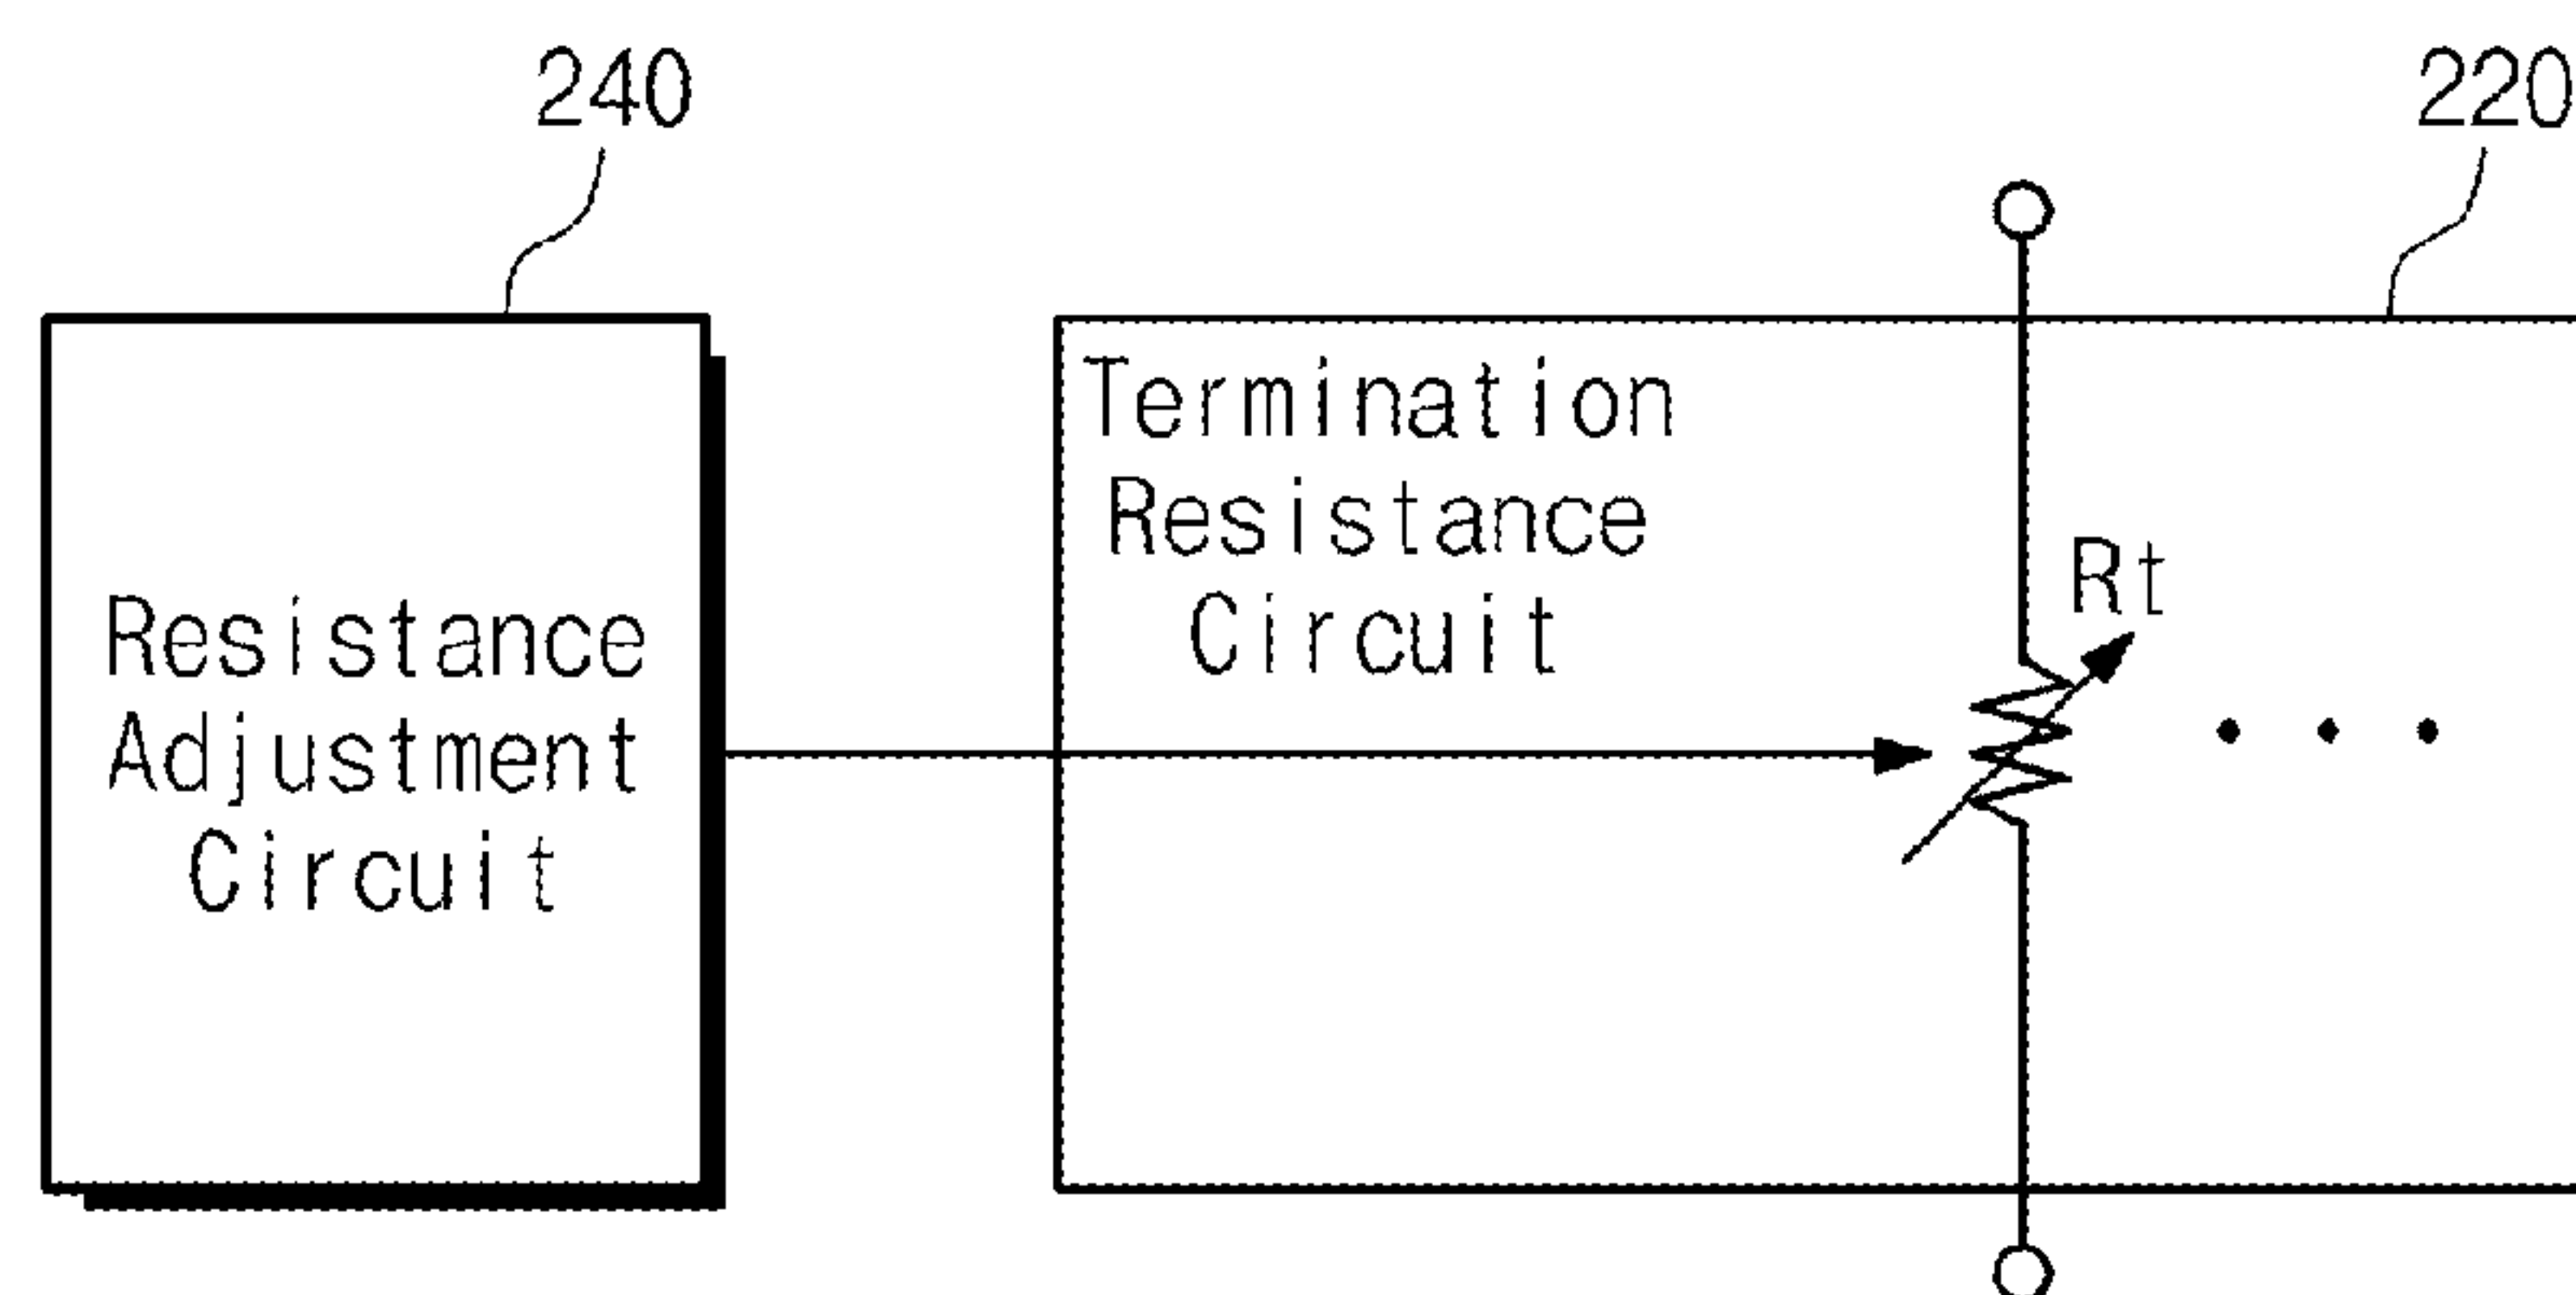 240
220
Termination
Resistance
Circuit
Rt
Resistance
Adjustment
Circuit